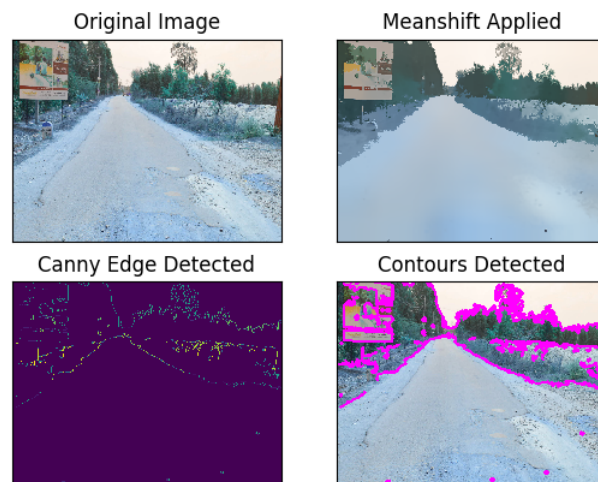 Original Image
Meanshift Applied
Canny Edge Detected
Contours Detected